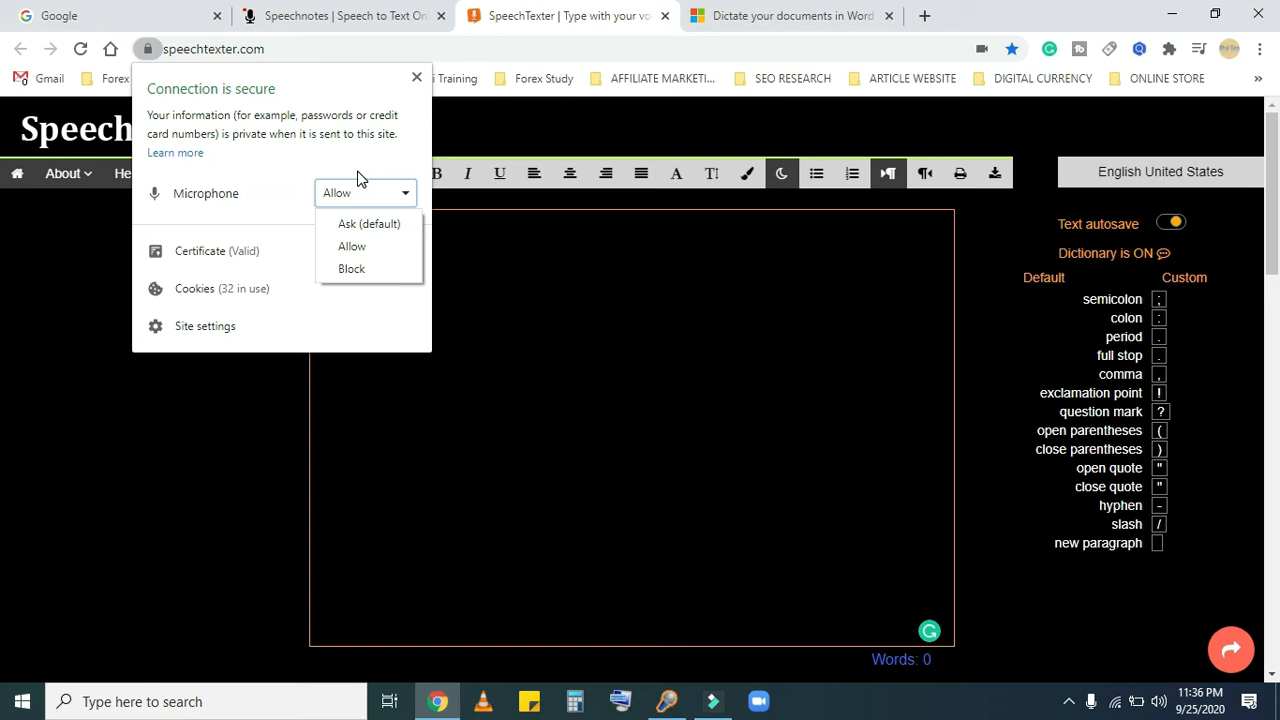 Google
Speechnotes | Speech to Text On
SpeechTexter | Type with your vo
Dictate your documents in Word
speechtexter.com
Gmail
Forex
i Training
Forex Study
AFFILIATE MARKETI...
SEO RESEARCH
ARTICLE WEBSITE
DIGITAL CURRENCY
ONLINE STORE
»
Connection is secure
Your information (for example, passwords or credit
card numbers) is private when it is sent to this site.
Learn more
Microphone
Allow
Ask (default)
Allow
Block
Certificate (Valid)
Cookies (32 in use)
Site settings
Speech
About
He
B I U
A
T
English United States
Text autosave
Dictionary is ON
Default
Custom
semicolon ;
colon :
period .
full stop .
comma ,
exclamation point !
question mark ?
open parentheses (
close parentheses )
open quote "
close quote "
hyphen -
slash /
new paragraph
Words: 0
Type here to search
11:36 PM
9/25/2020